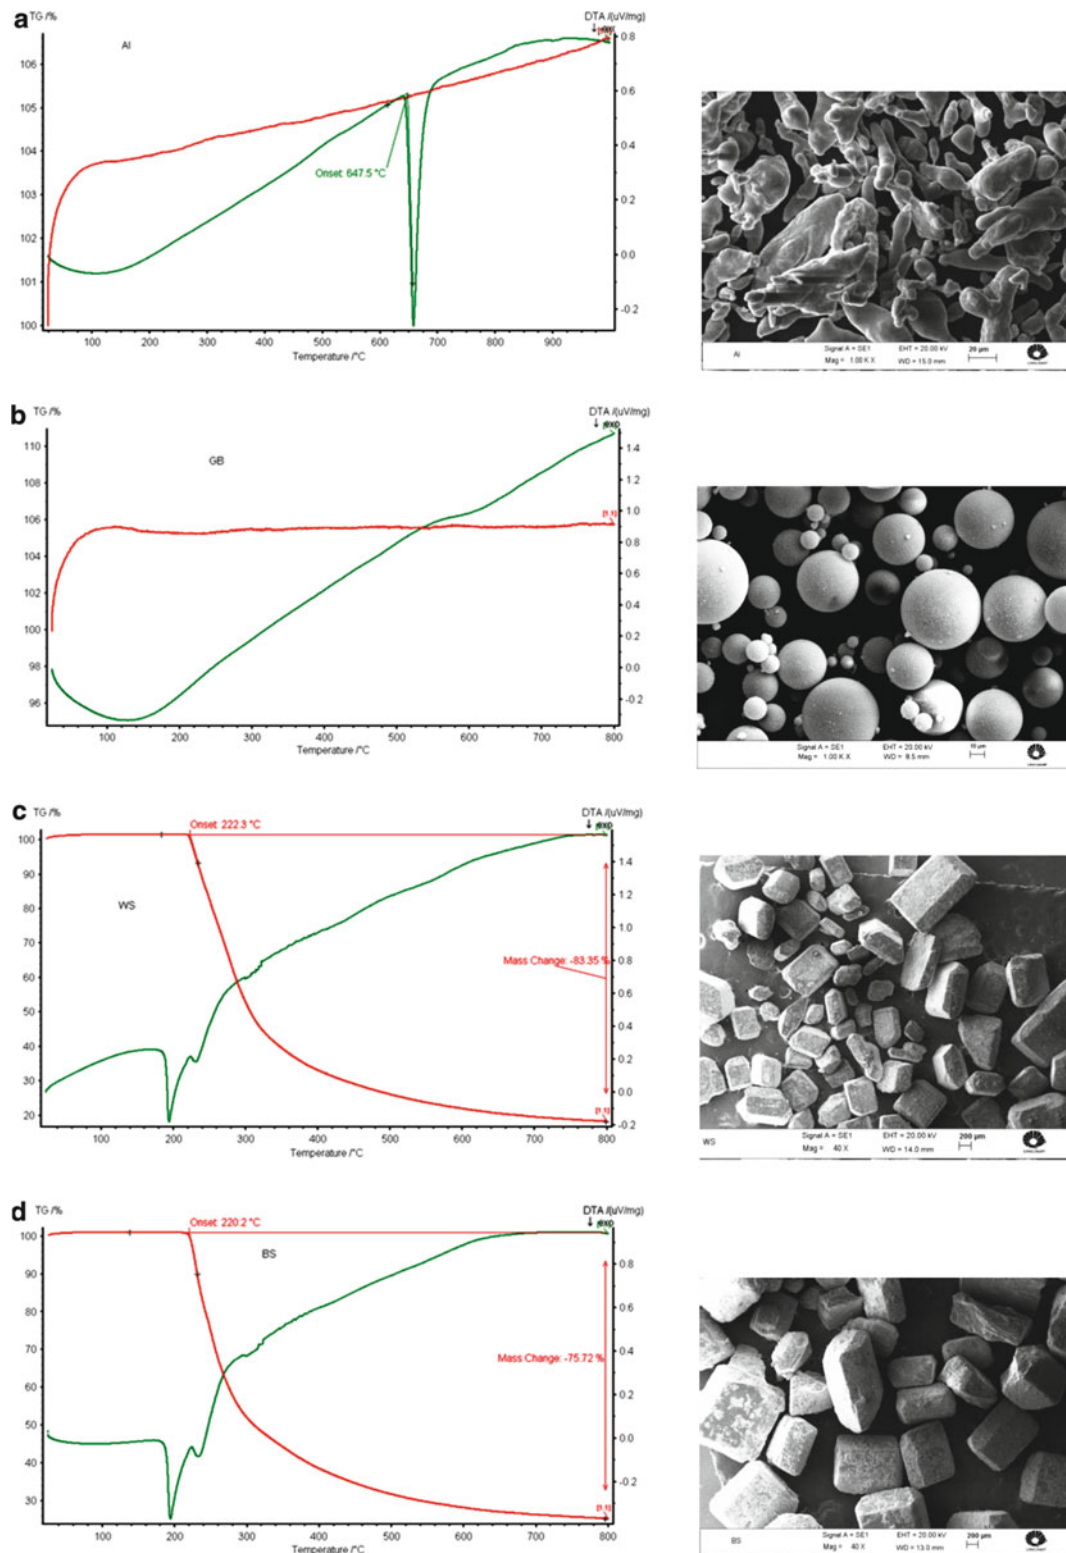 a
TG /%
DTA /(uV/mg)
↓ exo
Al
106
105
104
103
102
101
100
0.8
0.6
0.4
0.2
0.0
-0.2
Onset: 647.5 °C
100 200 300 400 500 600 700 800 900
Temperature /°C
Al
Signal A = SE1 EHT = 20.00 kV 20 µm
Mag = 1.00 K X WD = 15.0 mm
b
TG /%
DTA /(uV/mg)
↓ exo
GB
110
108
106
104
102
100
98
96
1.4
1.2
1.0
0.8
0.6
0.4
0.2
0.0
-0.2
[1,1]
100 200 300 400 500 600 700 800
Temperature /°C
Signal A = SE1 EHT = 20.00 kV 10 µm
Mag = 1.00 K X WD = 8.5 mm
c
TG /%
DTA /(uV/mg)
↓ exo
Onset: 222.3 °C
WS
100
90
80
70
60
50
40
30
20
1.4
1.2
1.0
0.8
0.6
0.4
0.2
0.0
-0.2
Mass Change: -83.35 %
[1,1]
100 200 300 400 500 600 700 800
Temperature /°C
WS
Signal A = SE1 EHT = 20.00 kV 200 µm
Mag = 40 X WD = 14.0 mm
d
TG /%
DTA /(uV/mg)
↓ exo
Onset: 220.2 °C
BS
100
90
80
70
60
50
40
30
0.8
0.6
0.4
0.2
0.0
-0.2
Mass Change: -75.72 %
[1,1]
100 200 300 400 500 600 700 800
Temperature /°C
BS
Signal A = SE1 EHT = 20.00 kV 200 µm
Mag = 40 X WD = 13.0 mm